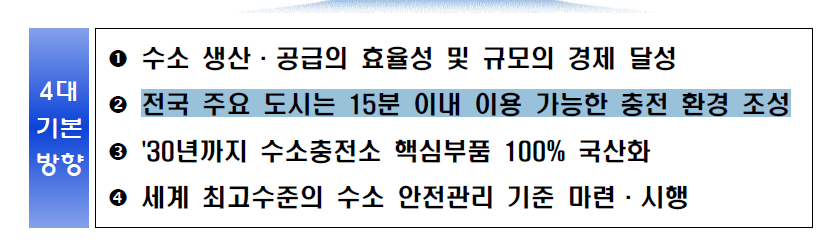 4대
기본
방향
❶ 수소 생산·공급의 효율성 및 규모의 경제 달성
❷ 전국 주요 도시는 15분 이내 이용 가능한 충전 환경 조성
❸ '30년까지 수소충전소 핵심부품 100% 국산화
❹ 세계 최고수준의 수소 안전관리 기준 마련·시행